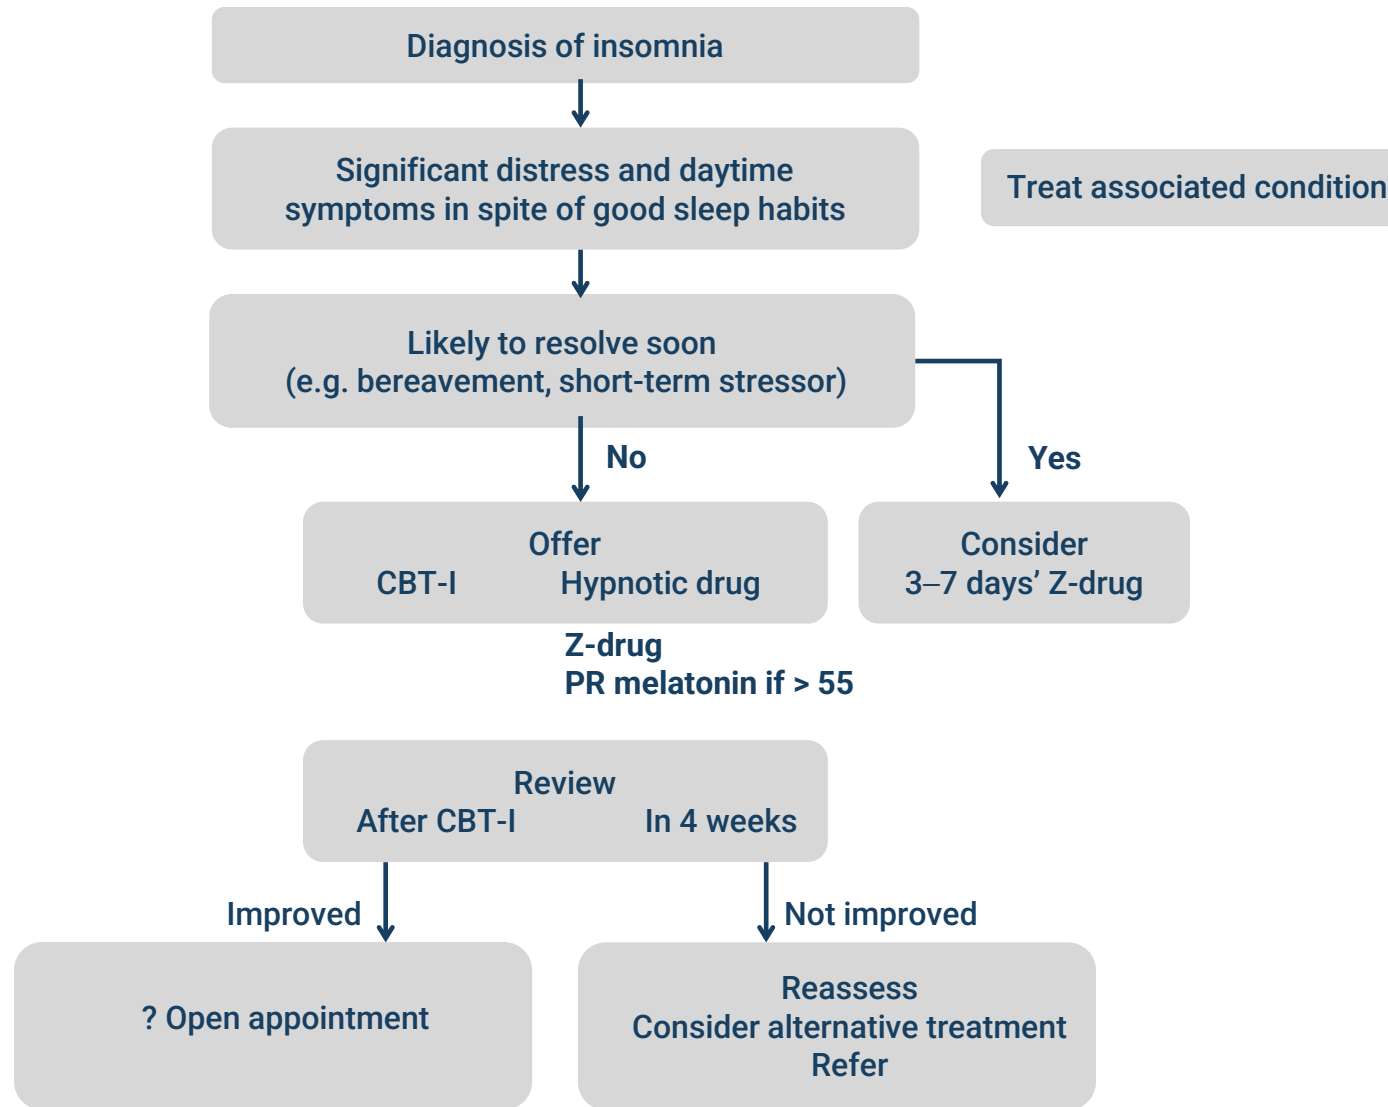 Diagnosis of insomnia
Significant distress and daytime
symptoms in spite of good sleep habits
Treat associated condition
Likely to resolve soon
(e.g. bereavement, short-term stressor)
No
Yes
Offer
CBT-I Hypnotic drug
Consider
3–7 days’ Z-drug
Z-drug
PR melatonin if > 55
Review
After CBT-I In 4 weeks
Improved
Not improved
? Open appointment
Reassess
Consider alternative treatment
Refer